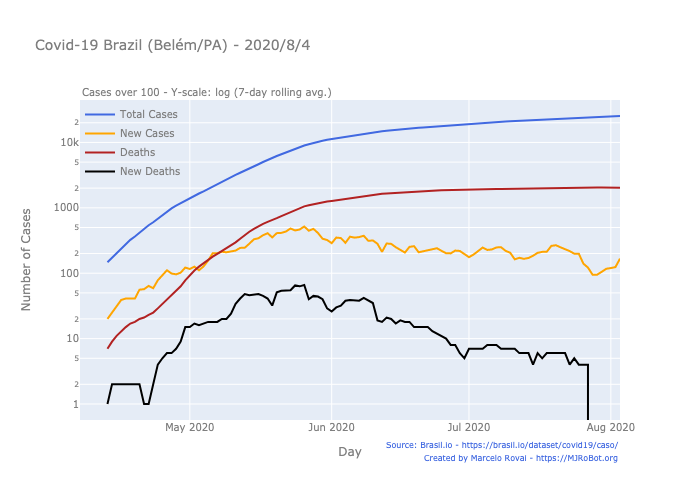 Covid-19 Brazil (Belém/PA) - 2020/8/4
Cases over 100 - Y-scale: log (7-day rolling avg.)
Total Cases
New Cases
Deaths
New Deaths
Number of Cases
2
10k
5
2
1000
5
2
100
5
2
10
5
2
1
May 2020
Jun 2020
Jul 2020
Aug 2020
Day
Source: Brasil.io - https://brasil.io/dataset/covid19/caso/
Created by Marcelo Rovai - https://MJRoBot.org